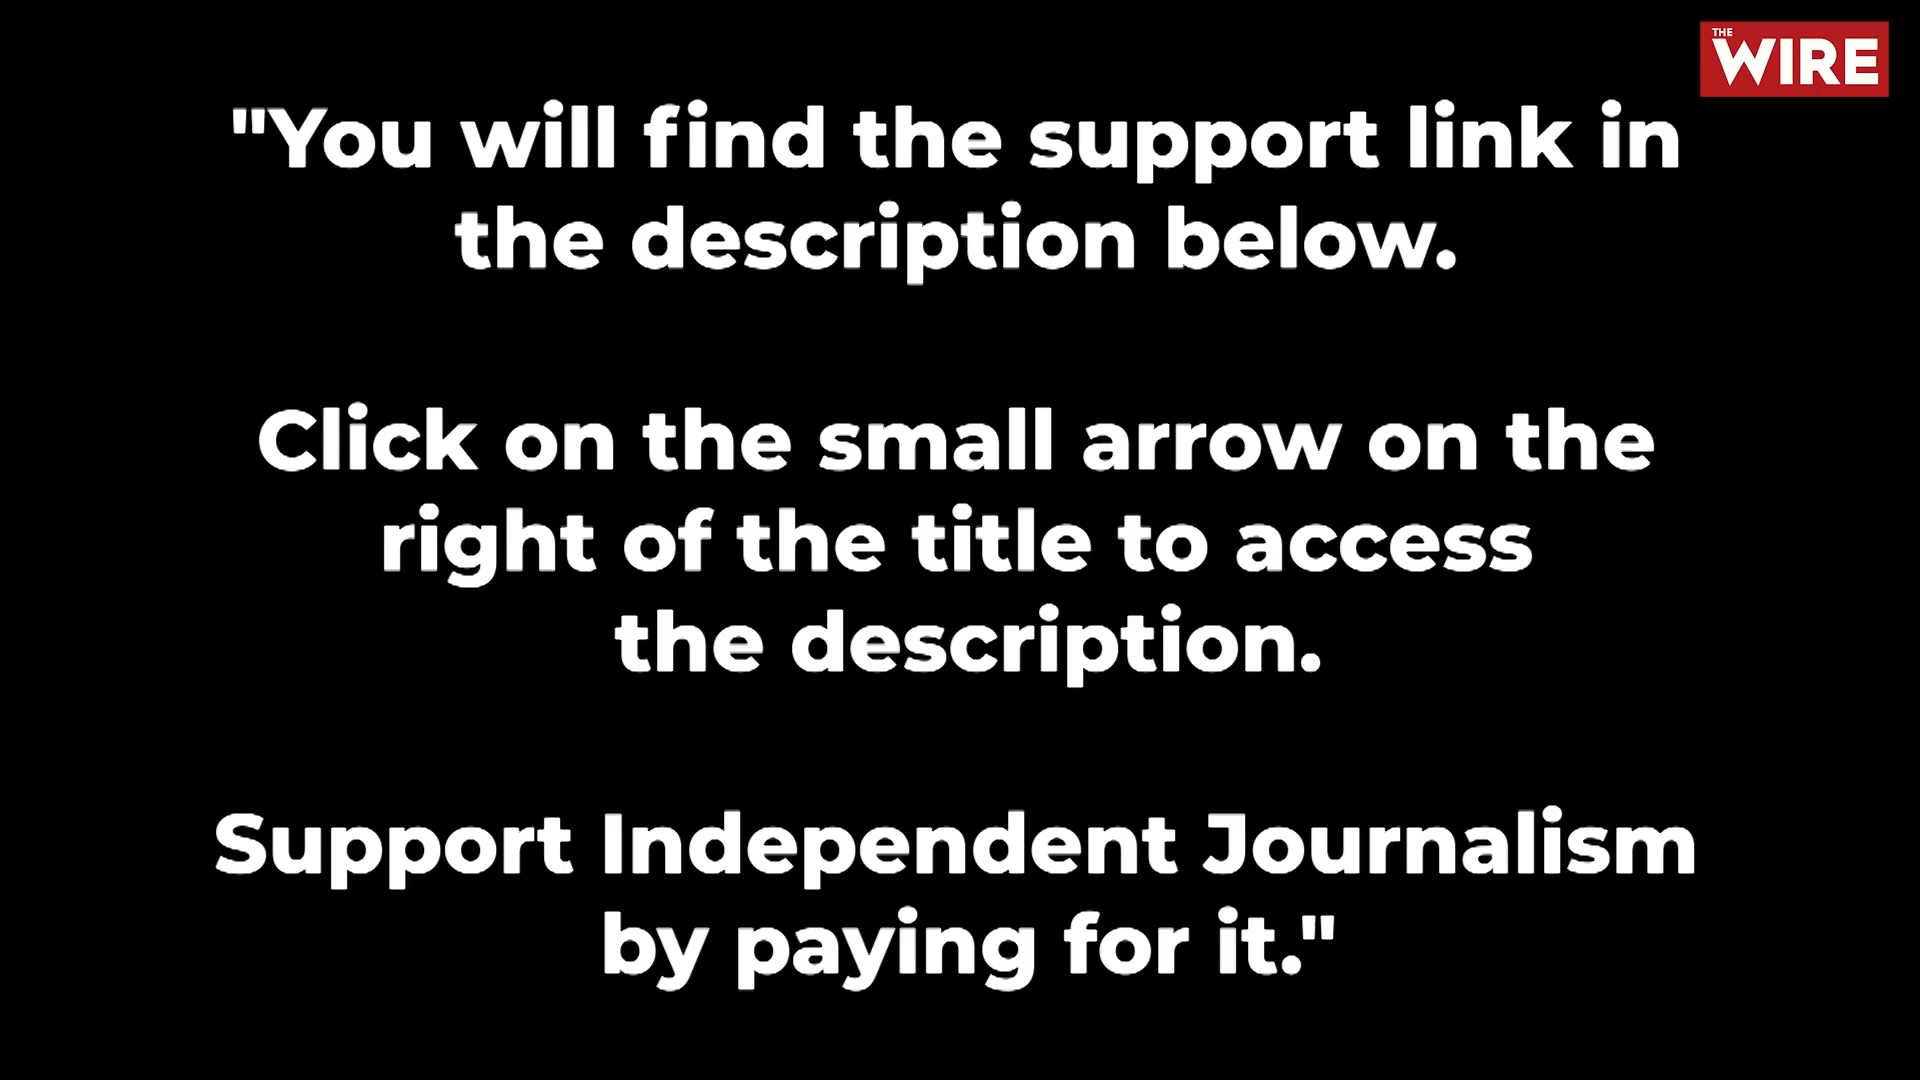 THE
WIRE
"You will find the support link in
the description below.
Click on the small arrow on the
right of the title to access
the description.
Support Independent Journalism
by paying for it."